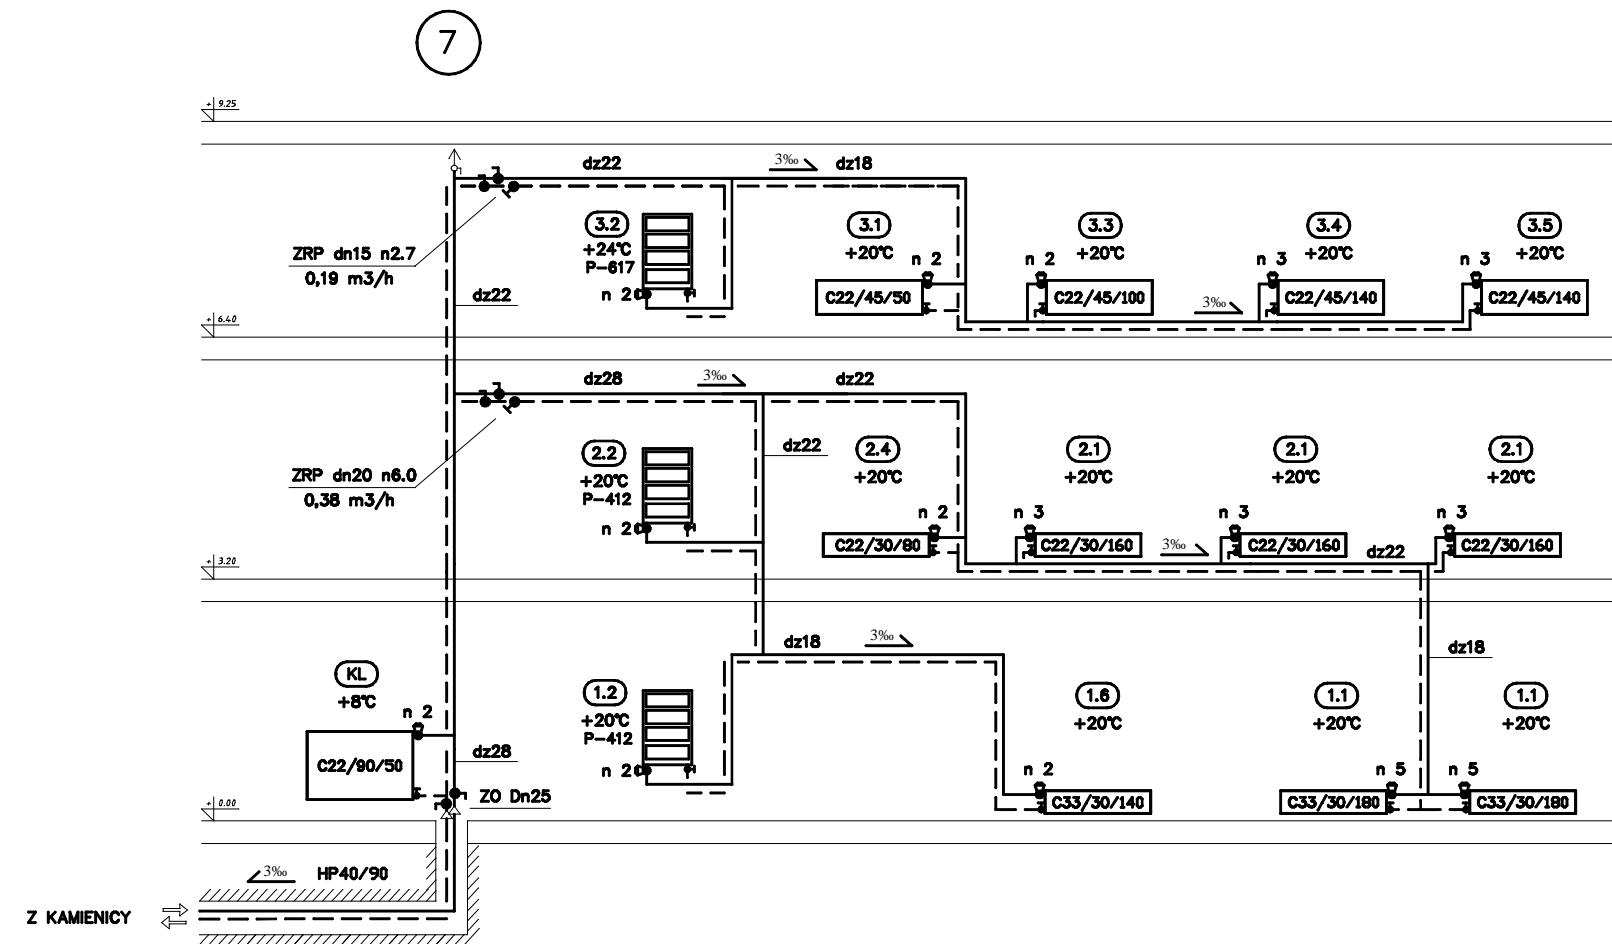 7
+ 9.25
dz22
3‰
dz18
3.2
+24°C
P-617
n 2
3.1
+20°C
n 2
C22/45/50
3.3
+20°C
n 2
C22/45/100
3.4
+20°C
n 3
C22/45/140
3.5
+20°C
n 3
C22/45/140
ZRP dn15 n2.7
0,19 m3/h
dz22
3‰
+ 6.40
dz28
3‰
dz22
2.2
+20°C
P-412
n 2
dz22
2.4
+20°C
n 2
C22/30/80
2.1
+20°C
n 3
C22/30/160
2.1
+20°C
n 3
C22/30/160
2.1
+20°C
n 3
C22/30/160
ZRP dn20 n6.0
0,38 m3/h
3‰
dz22
+ 3.20
dz18
3‰
dz18
KL
+8°C
n 2
C22/90/50
dz28
1.2
+20°C
P-412
n 2
1.6
+20°C
n 2
C33/30/140
1.1
+20°C
n 5
C33/30/180
1.1
+20°C
n 5
C33/30/180
ZO Dn25
+ 0.00
3‰
HP40/90
Z KAMIENICY